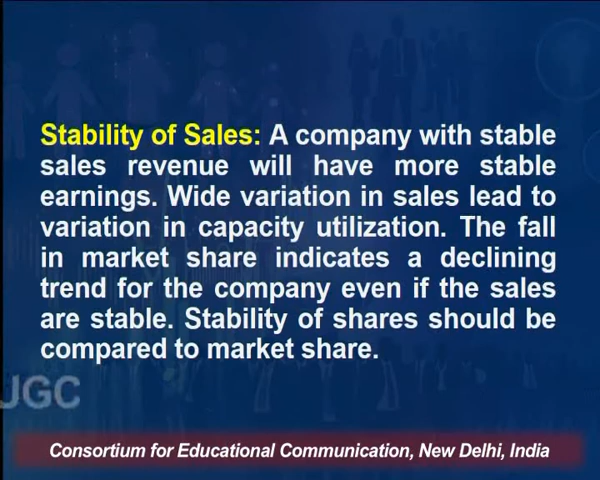 Stability of Sales: A company with stable
sales revenue will have more stable
earnings. Wide variation in sales lead to
variation in capacity utilization. The fall
in market share indicates a declining
trend for the company even if the sales
are stable. Stability of shares should be
compared to market share.
JGC
Consortium for Educational Communication, New Delhi, India